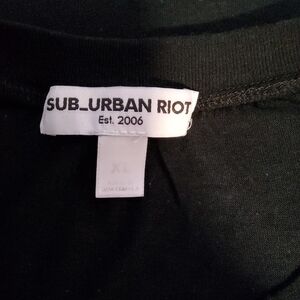 SUB_URBAN RIOT
Est. 2006
XL